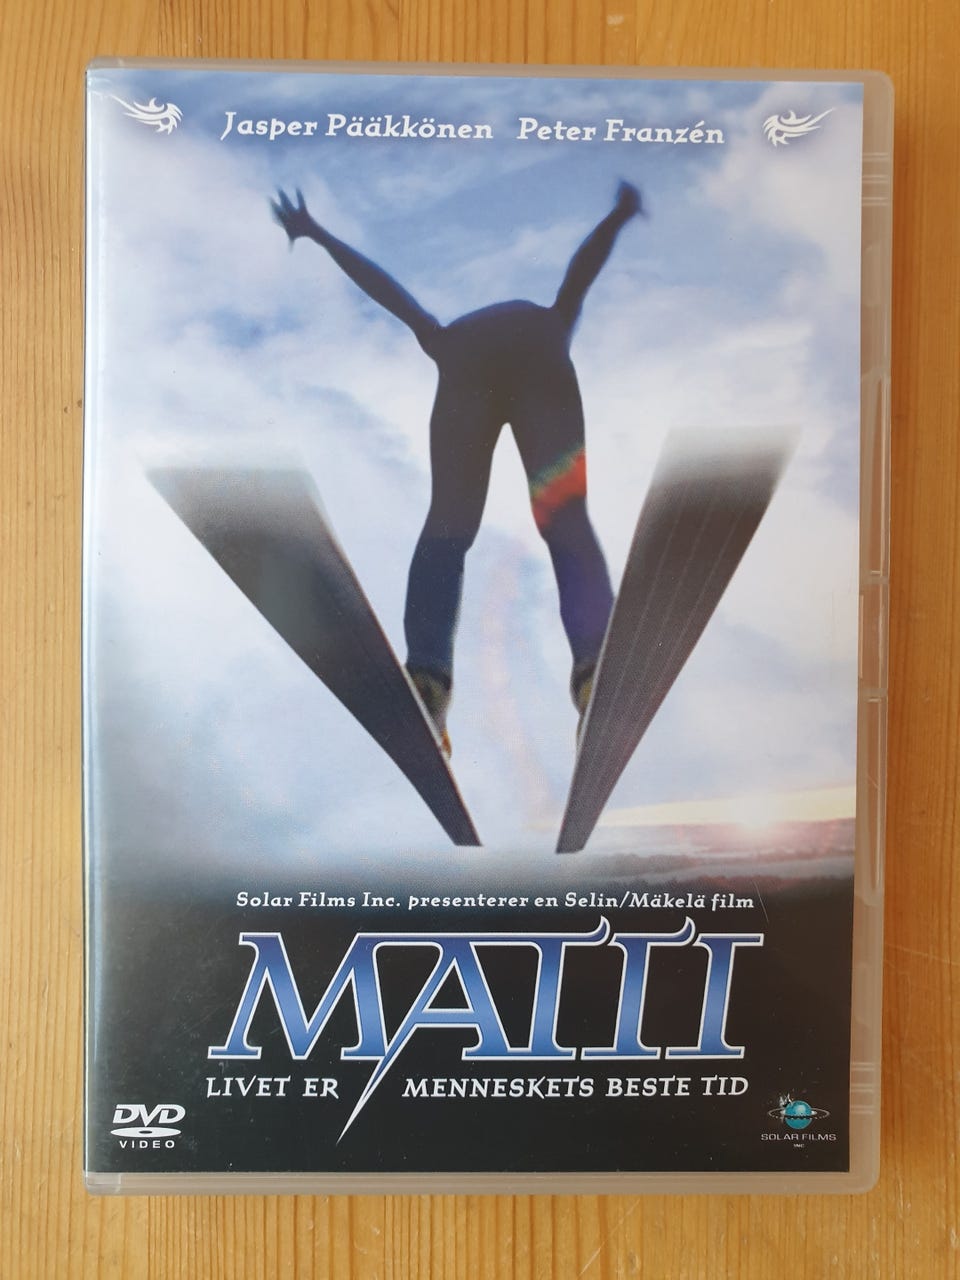 Jasper Pääkkönen Peter Franzén
Solar Films Inc. presenterer en Selin/Mäkelä film
MATTI
LIVET ER MENNESKETS BESTE TID
DVD
VIDEO
SOLAR FILMS
INC